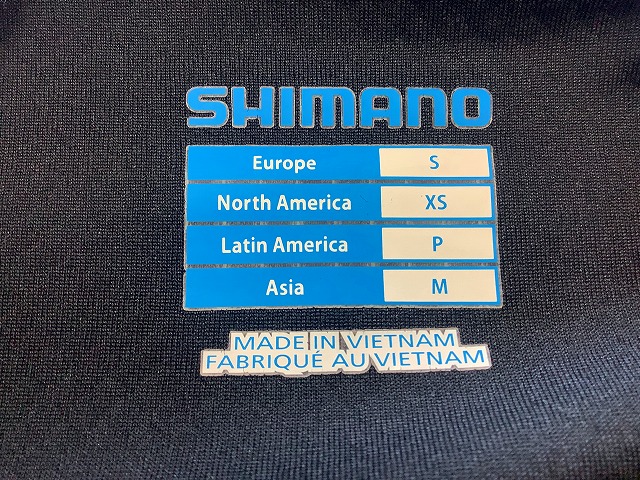 SHIMANO
Europe S
North America XS
Latin America P
Asia M
MADE IN VIETNAM
FABRIQUÉ AU VIETNAM